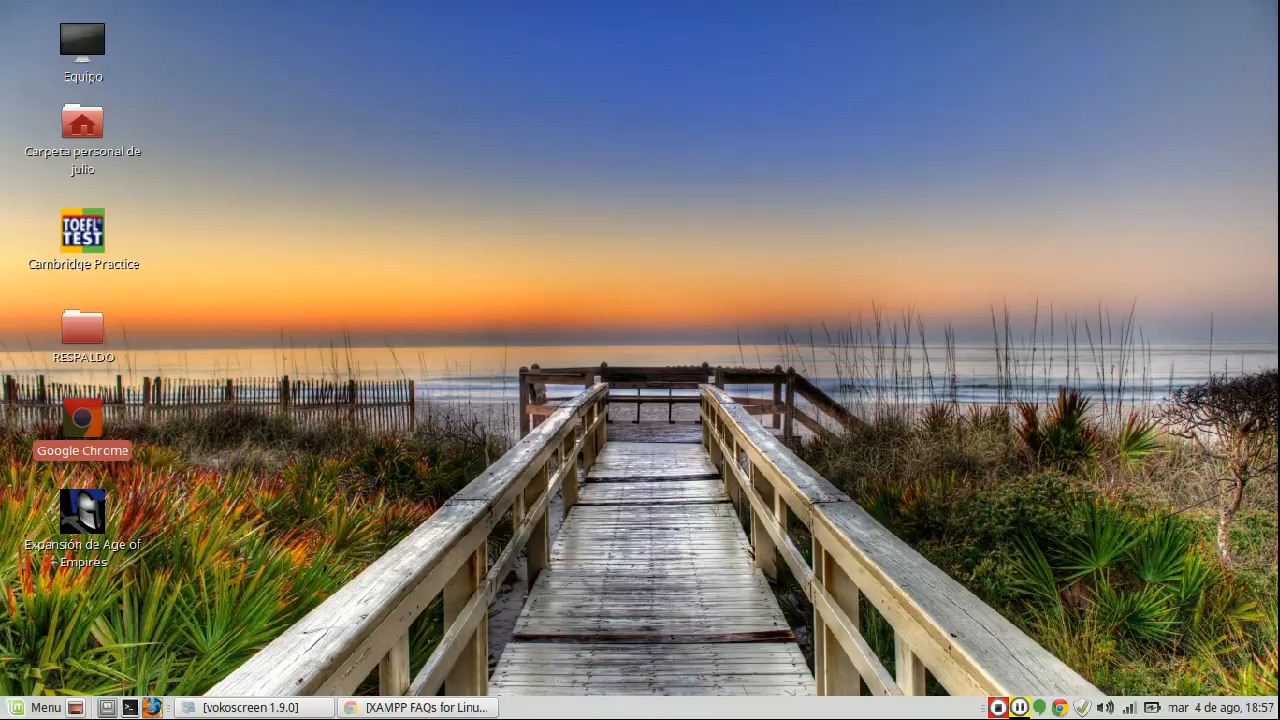 Equipo
Carpeta personal de
julio
TOEFL
TEST
Cambridge Practice
RESPALDO
Google Chrome
Expansión de Age of
Empires
Menu
[vokoscreen 1.9.0]
[XAMPP FAQs for Linu...
mar 4 de ago, 18:57